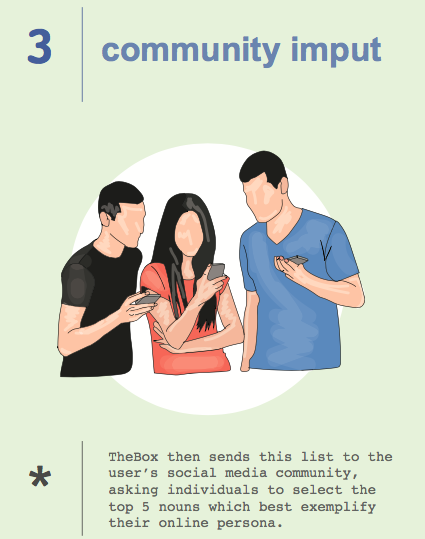 3
community imput
*
TheBox then sends this list to the
user's social media community,
asking individuals to select the
top 5 nouns which best exemplify
their online persona.